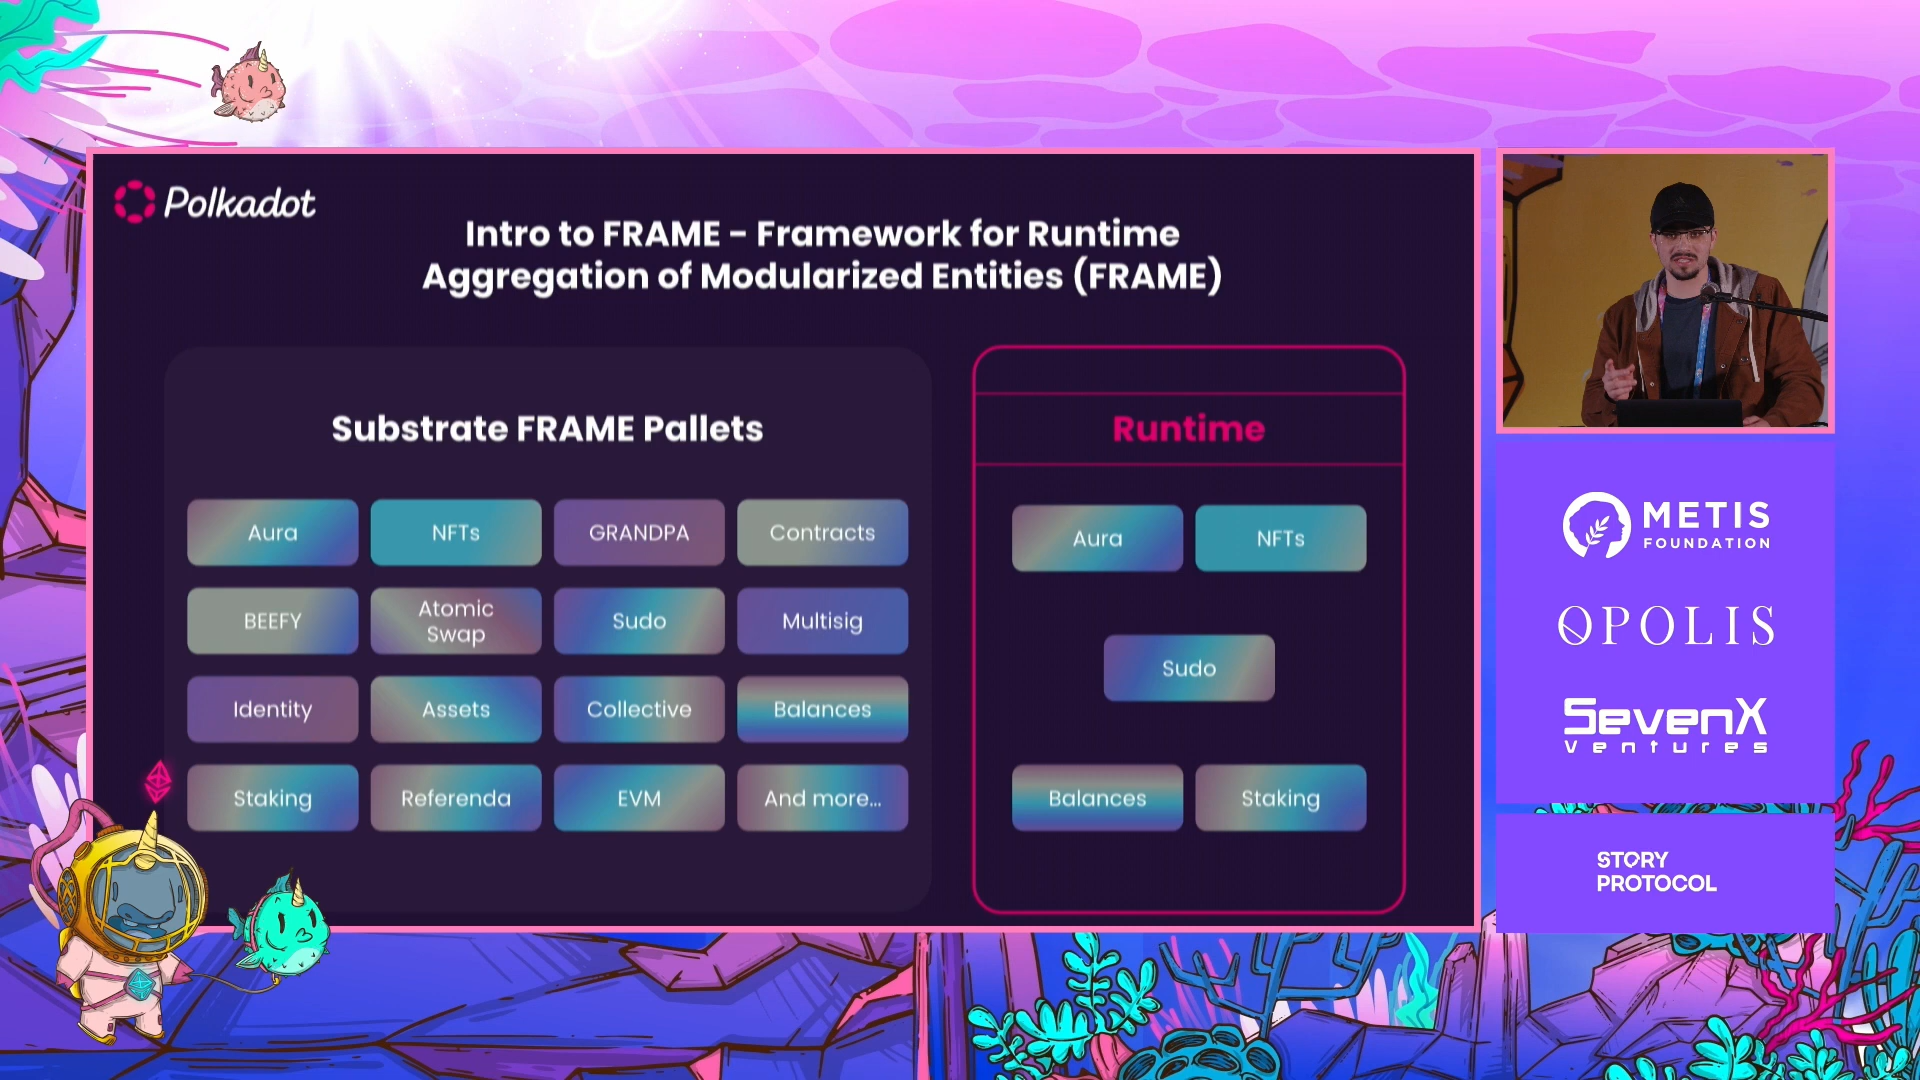 Polkadot
Intro to FRAME - Framework for Runtime
Aggregation of Modularized Entities (FRAME)
Substrate FRAME Pallets
Aura
NFTs
GRANDPA
Contracts
BEEFY
Atomic
Swap
Sudo
Multisig
Identity
Assets
Collective
Balances
Staking
Referenda
EVM
And more...
Runtime
Aura
NFTs
Sudo
Balances
Staking
METIS
FOUNDATION
OPOLIS
SevenX
Ventures
STORY
PROTOCOL